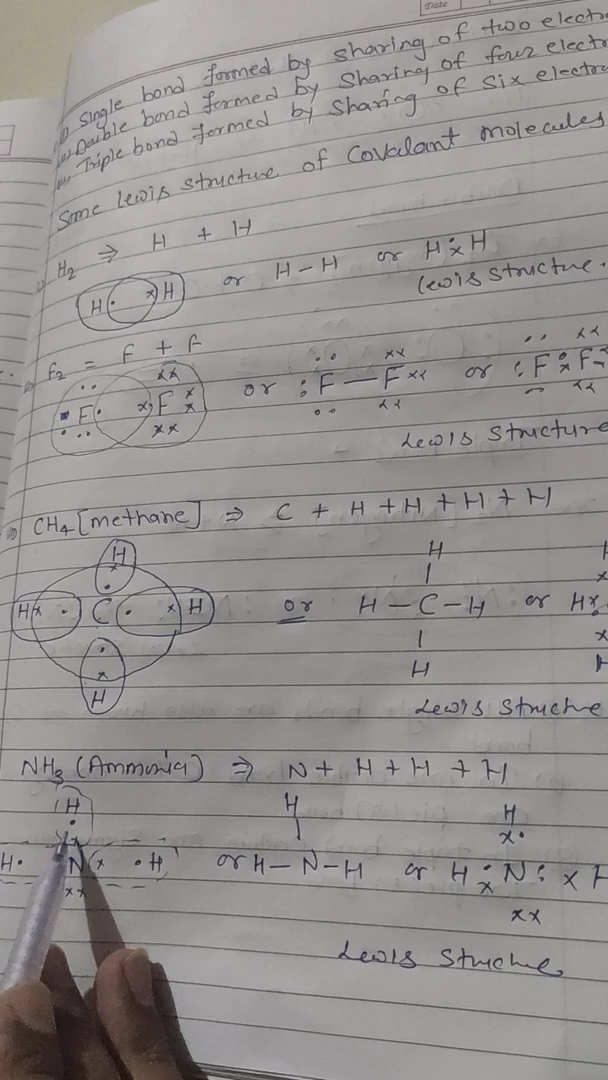 Date
Single bond formed by sharing of two electr
Double bond formed by Sharing of four electr
Triple bond formed by Sharing of Six electr
Some Lewis structure of Covalant molecules
H₂ ⇒ H + H
H • × H or H – H or H × H
Lewis structure.
F₂ = F + F
F F or F – F or F F
Lewis Structure
CH₄ [methane] ⇒ C + H + H + H + H
H H
H C H or H – C – H or H
H H
Lewis Structure
NH₃ (Ammonia) ⇒ N + H + H + H
H H H
H N H or H – N – H or H N H
Lewis Structure